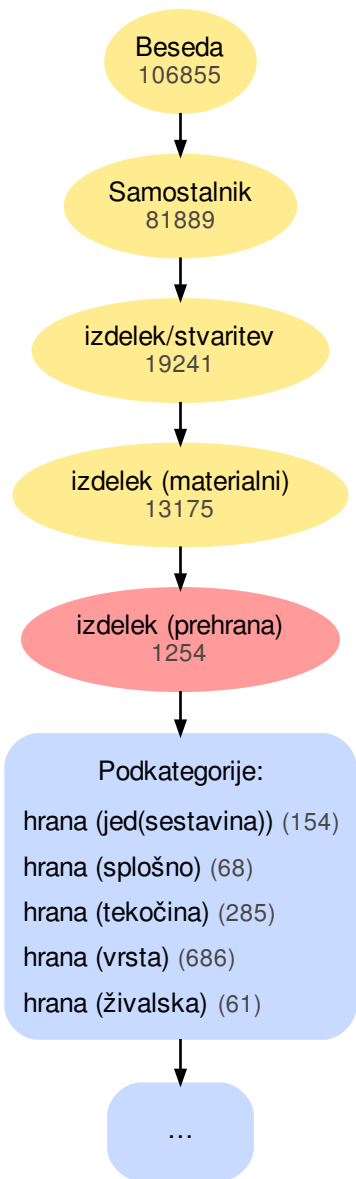 Beseda
106855
Samostalnik
81889
izdelek/stvaritev
19241
izdelek (materialni)
13175
izdelek (prehrana)
1254
Podkategorije:
hrana (jed(sestavina)) (154)
hrana (splošno) (68)
hrana (tekočina) (285)
hrana (vrsta) (686)
hrana (živalska) (61)
...